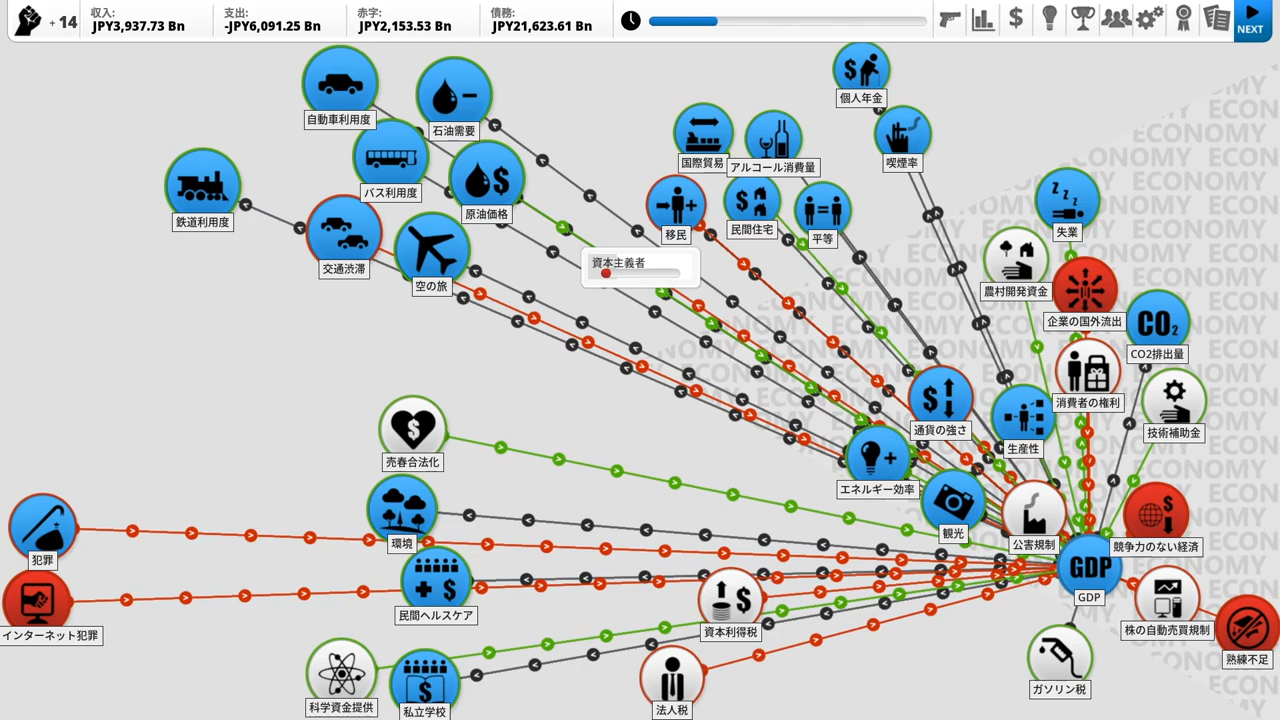 + 14
収入:
JPY3,937.73 Bn
支出:
-JPY6,091.25 Bn
赤字:
JPY2,153.53 Bn
債務:
JPY21,623.61 Bn
NEXT
個人年金
自動車利用度
石油需要
国際貿易
アルコール消費量
喫煙率
バス利用度
原油価格
鉄道利用度
移民
民間住宅
平等
失業
交通渋滞
空の旅
資本主義者
農村開発資金
企業の国外流出
CO2
CO2排出量
消費者の権利
通貨の強さ
生産性
技術補助金
売春合法化
エネルギー効率
観光
公害規制
競争力のない経済
犯罪
環境
GDP
GDP
民間ヘルスケア
インターネット犯罪
資本利得税
株の自動売買規制
熟練不足
科学資金提供
私立学校
法人税
ガソリン税
ECONOMY